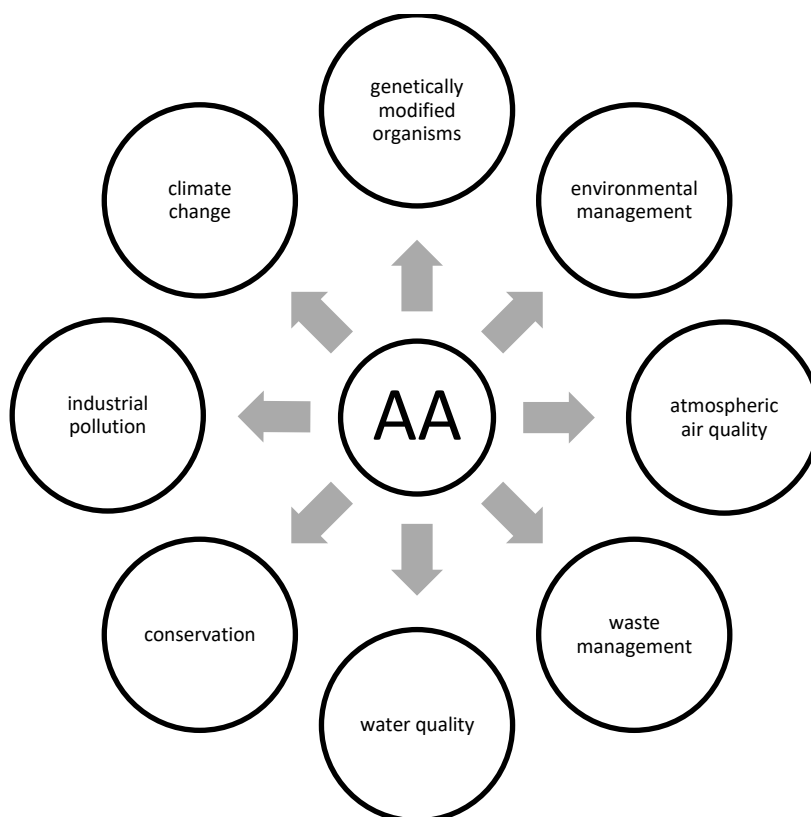 genetically
modified
organisms
climate
change
environmental
management
industrial
pollution
AA
atmospheric
air quality
conservation
waste
management
water quality